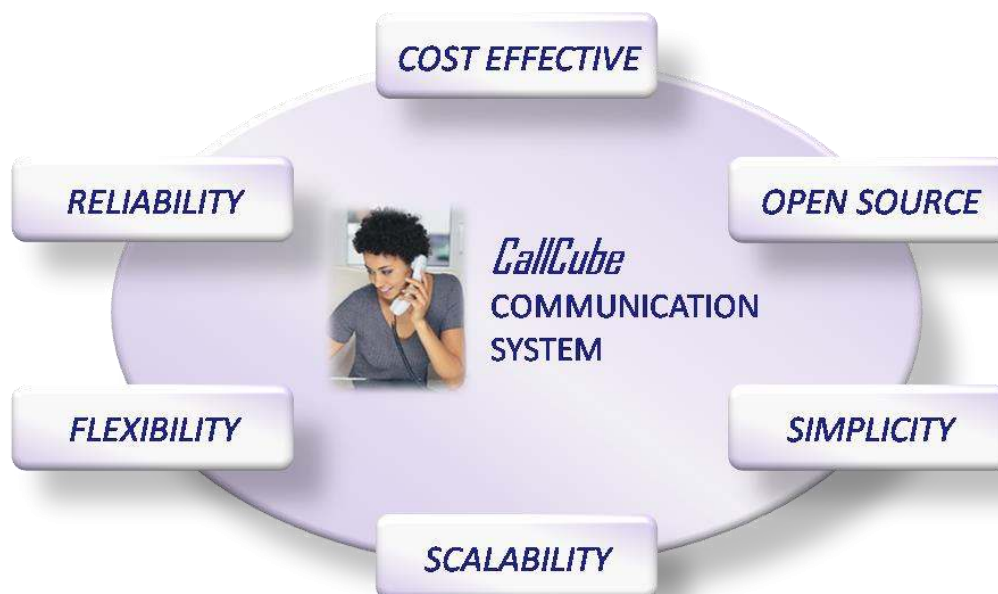 COST EFFECTIVE
RELIABILITY
OPEN SOURCE
CallCube
COMMUNICATION
SYSTEM
FLEXIBILITY
SIMPLICITY
SCALABILITY